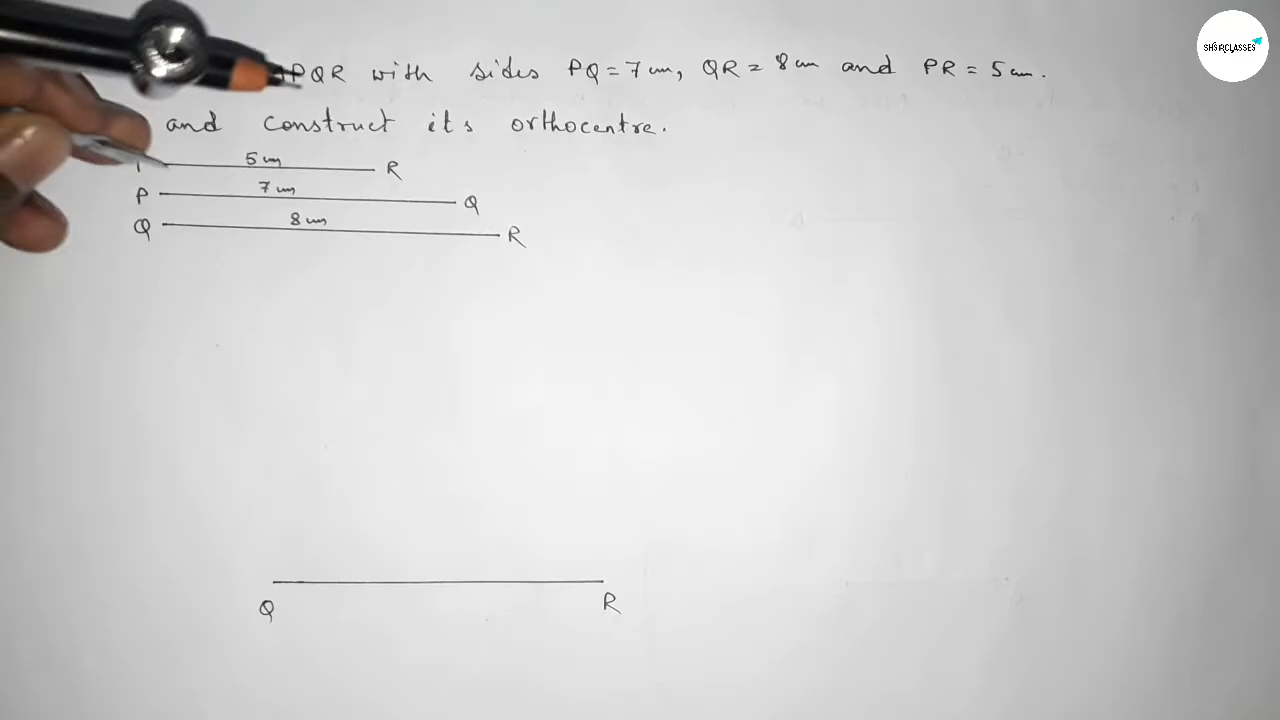 PQR with sides PQ = 7 cm, QR = 8 cm and PR = 5 cm.
and construct its orthocentre.
5 cm R
P 7 cm Q
Q 8 cm R
Q R
SHSRCLASSES